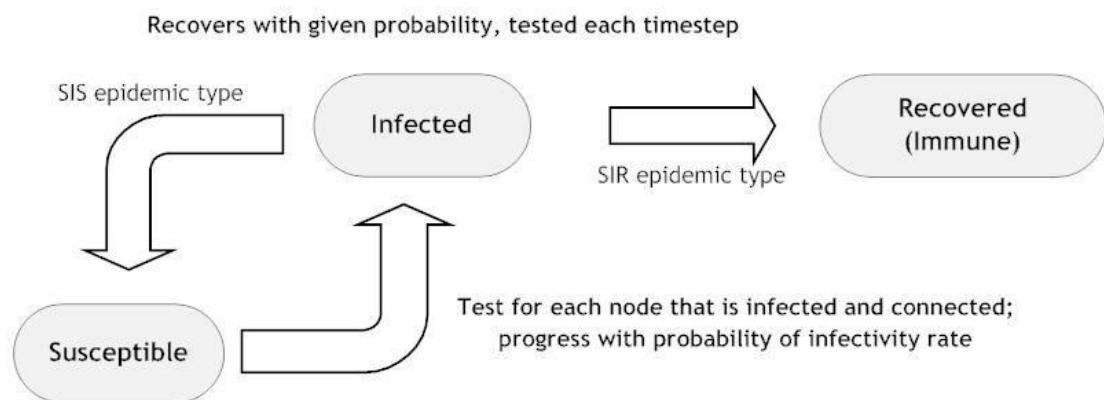 Recovers with given probability, tested each timestep
SIS epidemic type
Infected
Recovered
(Immune)
SIR epidemic type
Susceptible
Test for each node that is infected and connected;
progress with probability of infectivity rate